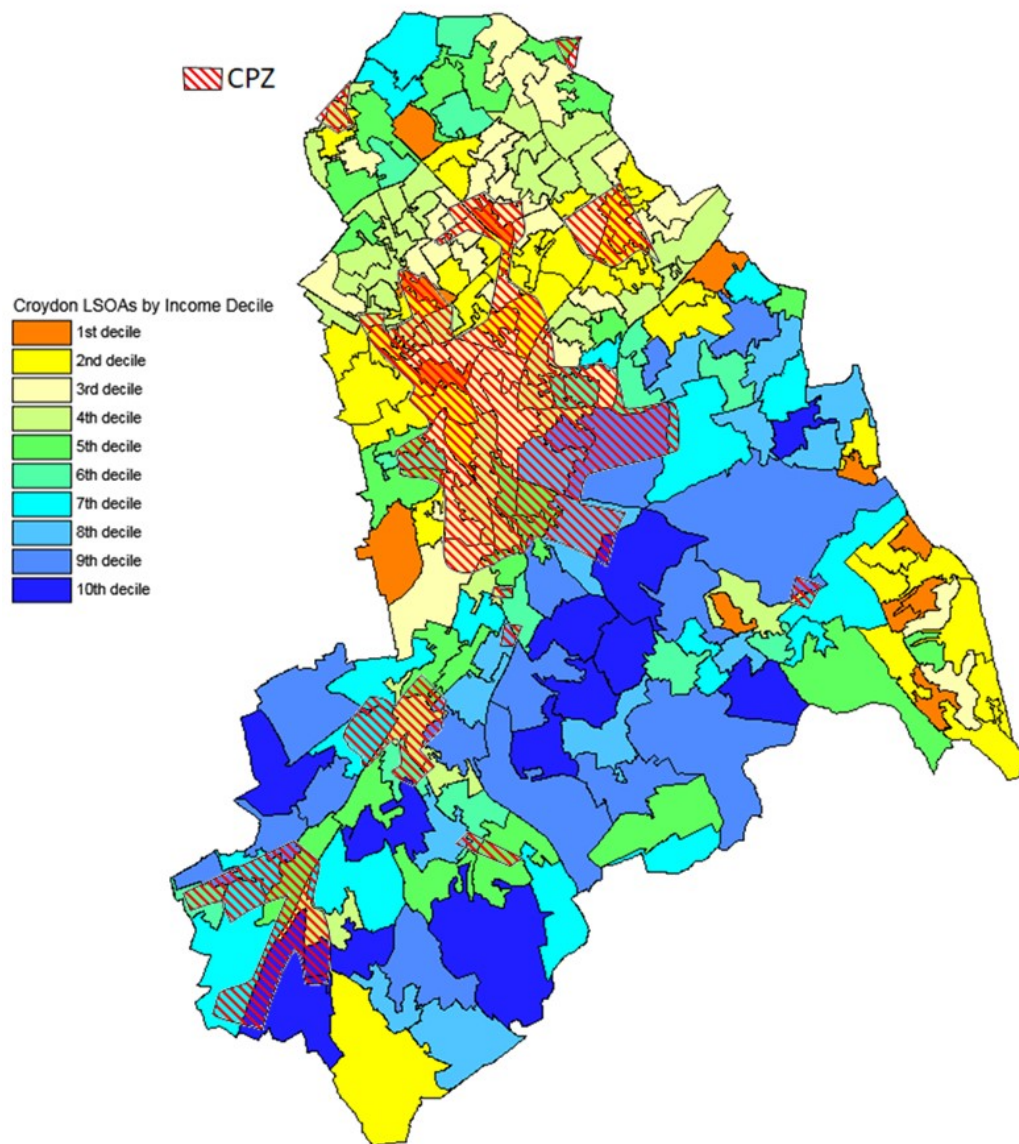 CPZ
Croydon LSOAs by Income Decile
1st decile
2nd decile
3rd decile
4th decile
5th decile
6th decile
7th decile
8th decile
9th decile
10th decile